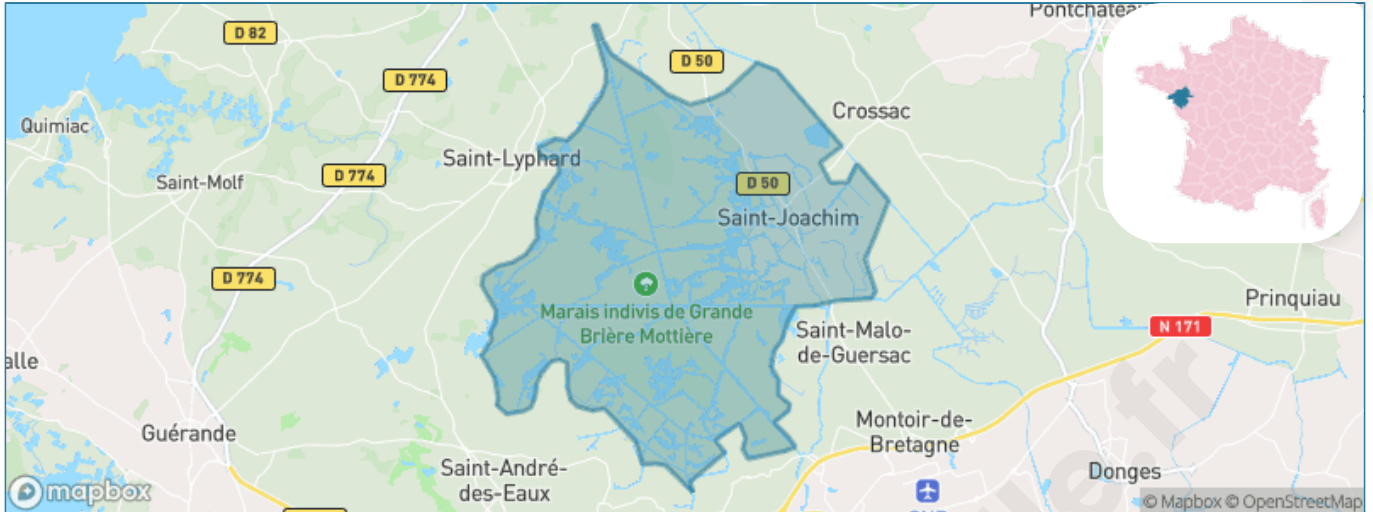 D 82
D 50
Pontchâteau
D 774
Crossac
Quimiac
Saint-Lyphard
D 774
Saint-Molf
D 50
Saint-Joachim
D 774
Marais indivis de Grande
Brière Mottière
Prinquiau
N 171
Saint-Malo-
de-Guersac
alle
Guérande
Montoir-de-
Bretagne
Saint-André-
des-Eaux
Donges
mapbox
© Mapbox © OpenStreetMap